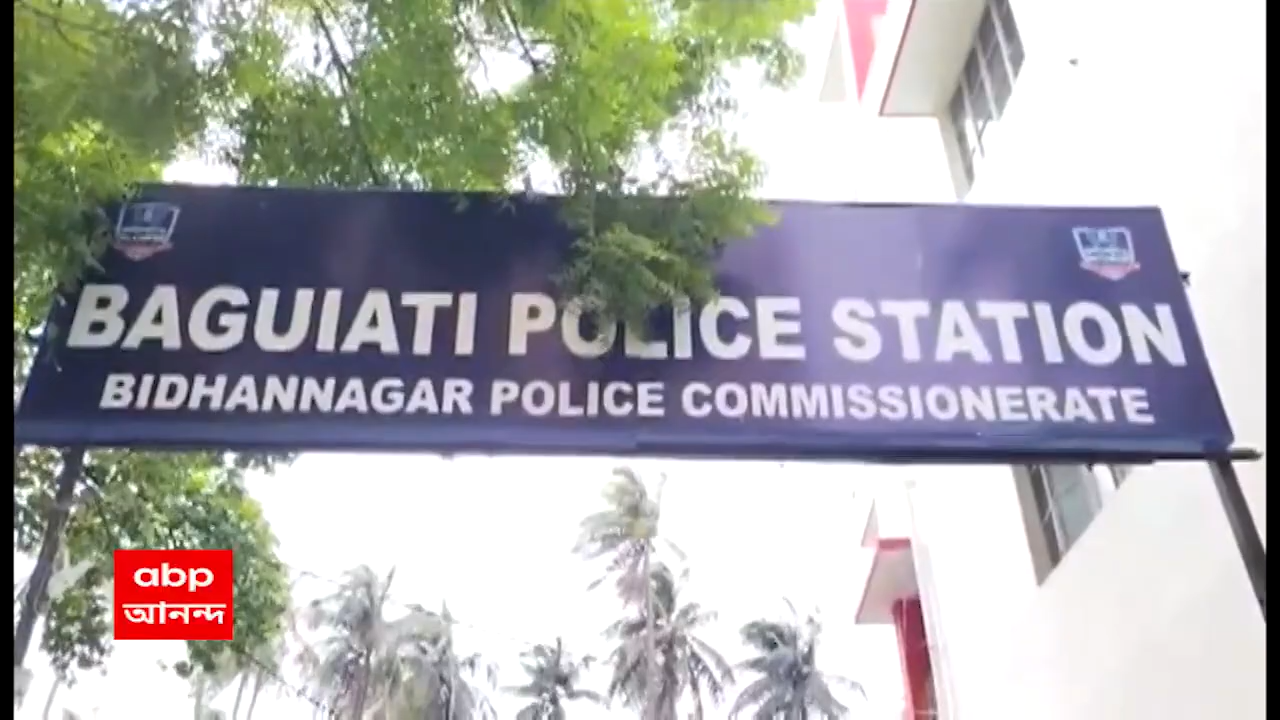 BAGUIATI POLICE STATION
BIDHANNAGAR POLICE COMMISSIONERATE
abp
আনন্দ